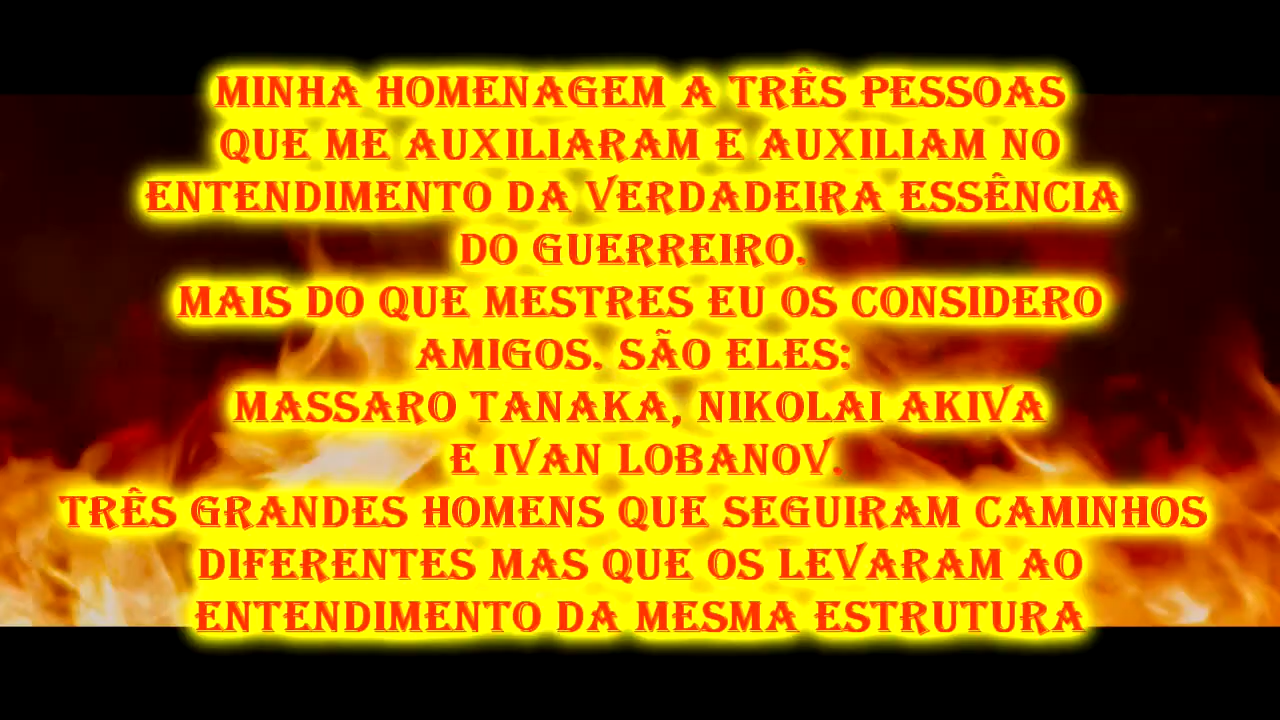 MINHA HOMENAGEM A TRÊS PESSOAS
QUE ME AUXILIARAM E AUXILIAM NO
ENTENDIMENTO DA VERDADEIRA ESSÊNCIA
DO GUERREIRO.
MAIS DO QUE MESTRES EU OS CONSIDERO
AMIGOS. SÃO ELES:
MASSARO TANAKA, NIKOLAI AKIVA
E IVAN LOBANOV.
TRÊS GRANDES HOMENS QUE SEGUIRAM CAMINHOS
DIFERENTES MAS QUE OS LEVARAM AO
ENTENDIMENTO DA MESMA ESTRUTURA